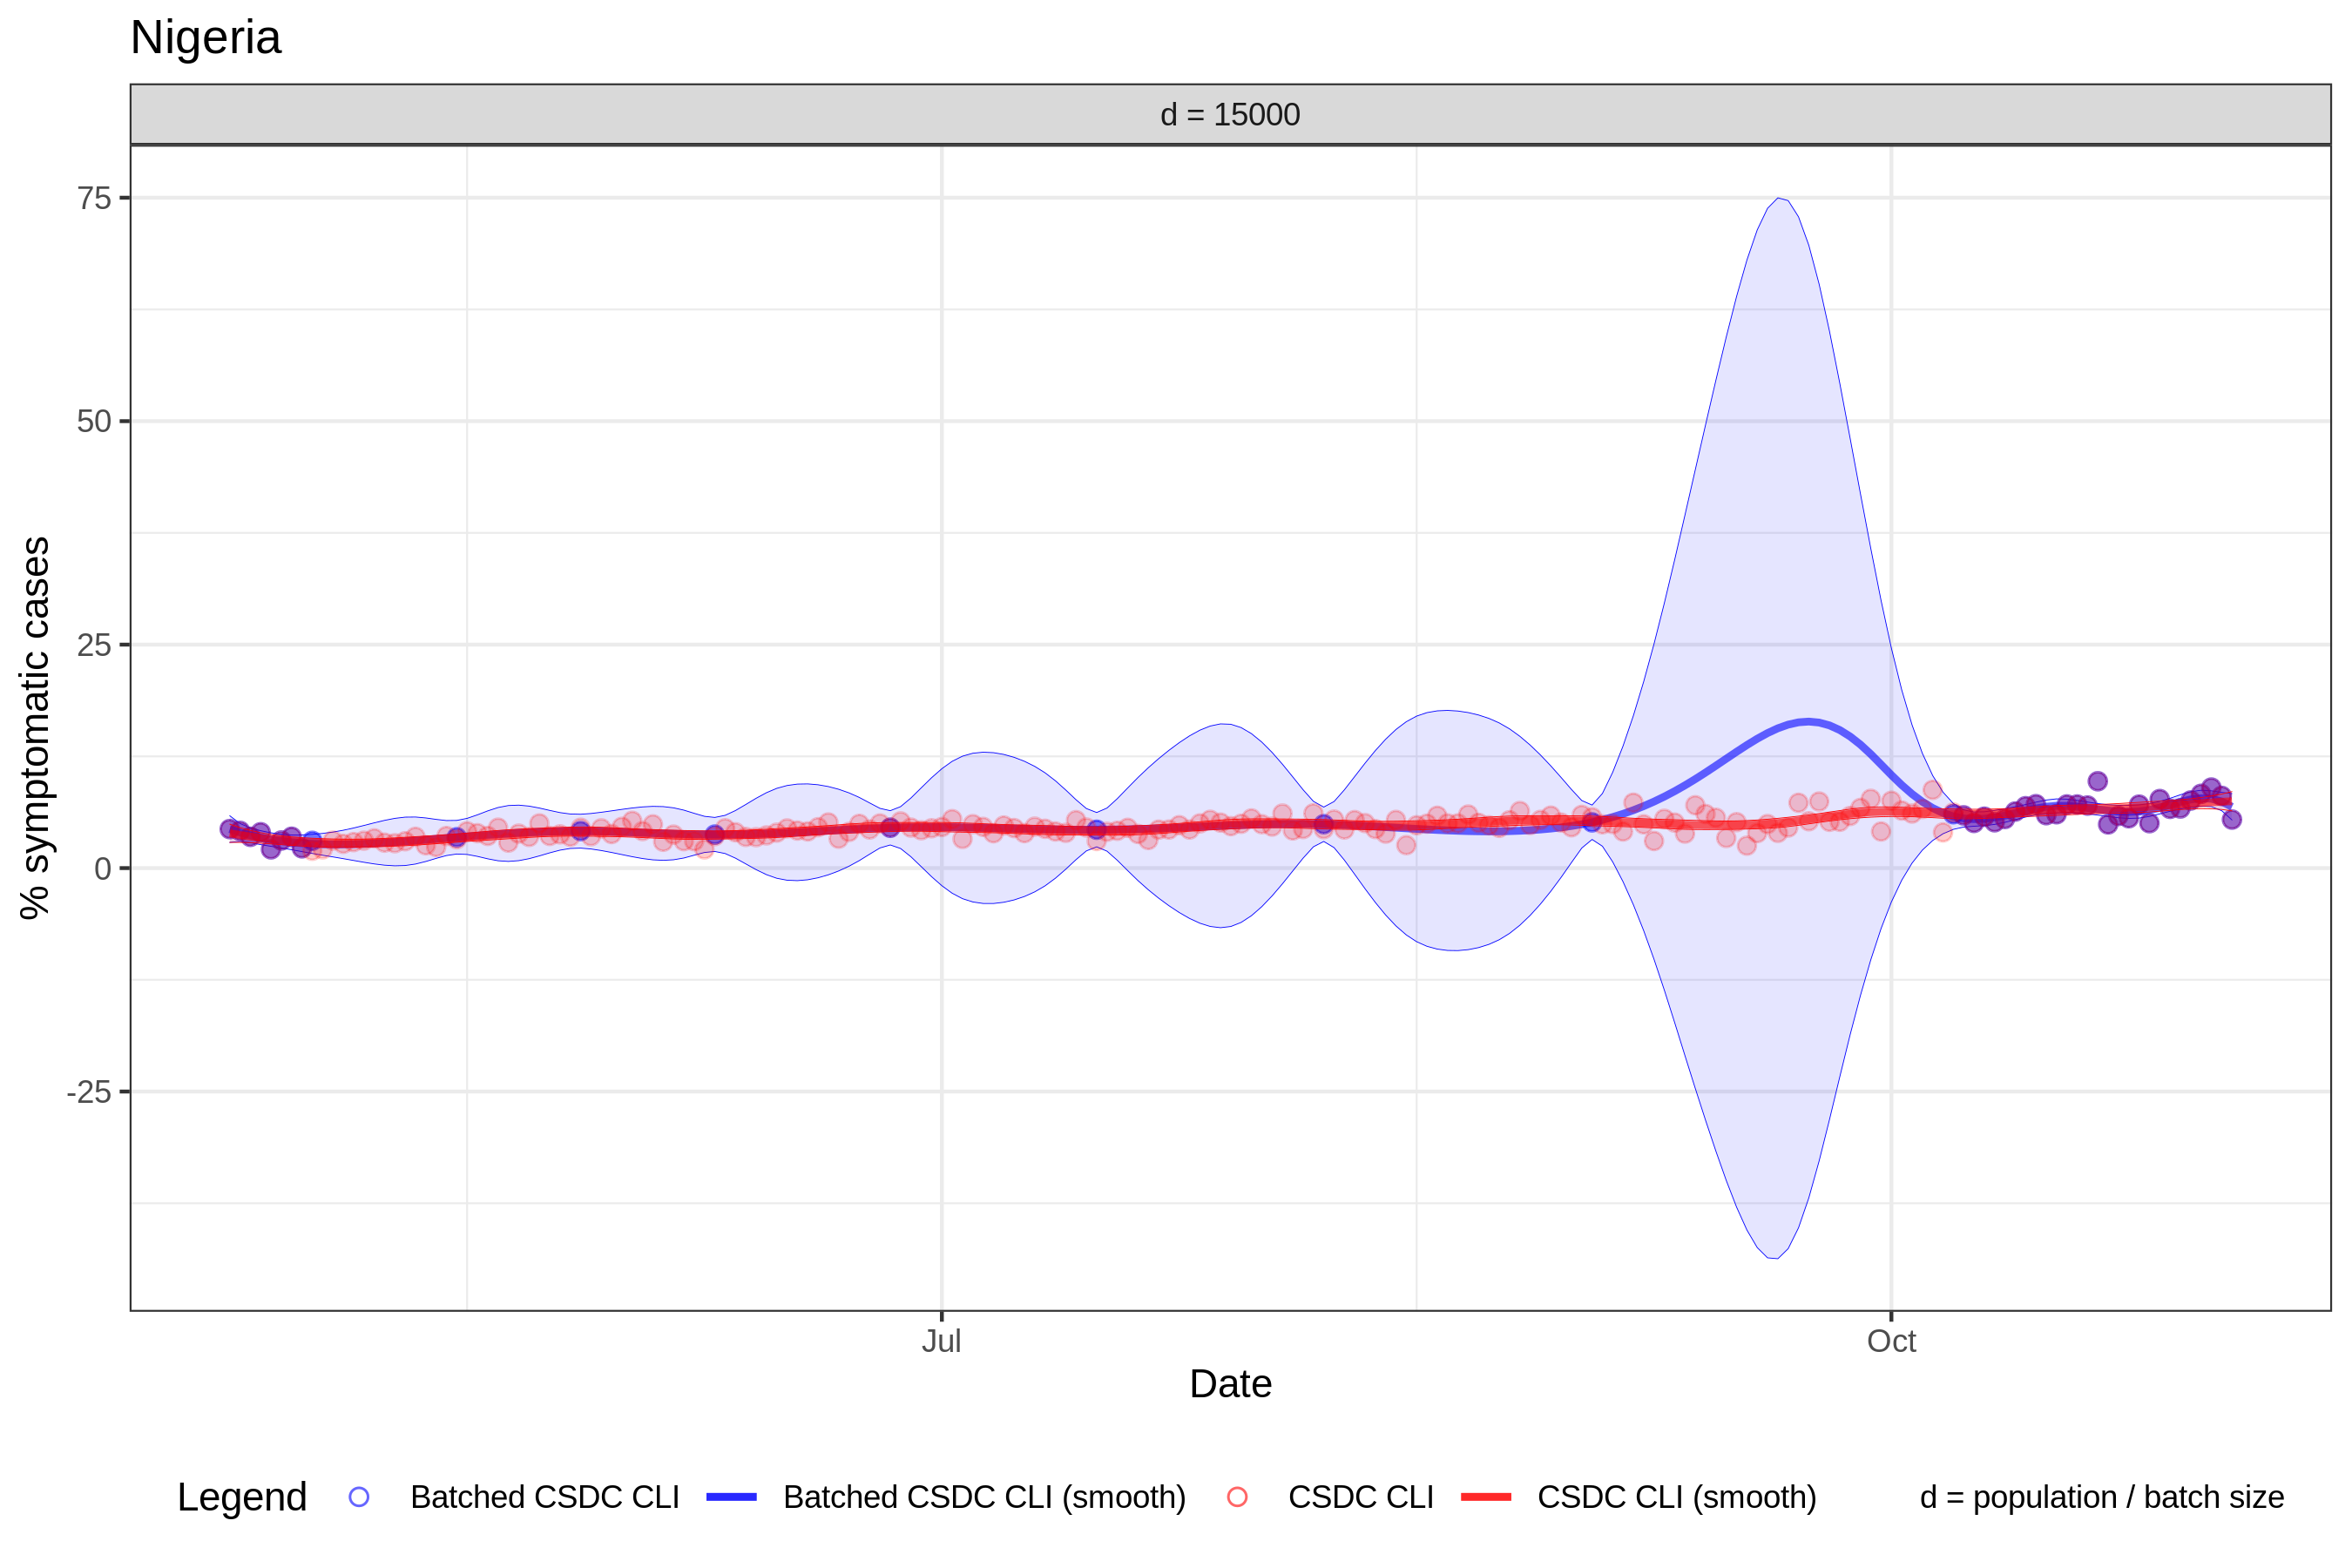 Nigeria
d = 15000
75
50
25
0
-25
% symptomatic cases
Jul
Oct
Date
Legend
Batched CSDC CLI
Batched CSDC CLI (smooth)
CSDC CLI
CSDC CLI (smooth)
d = population / batch size